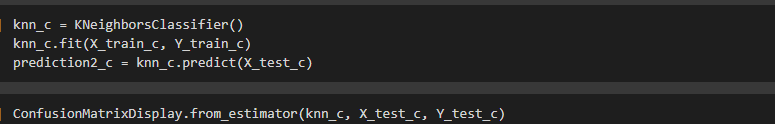 knn_c = KNeighborsClassifier()
knn_c.fit(X_train_c, Y_train_c)
prediction2_c = knn_c.predict(X_test_c)
ConfusionMatrixDisplay.from_estimator(knn_c, X_test_c, Y_test_c)